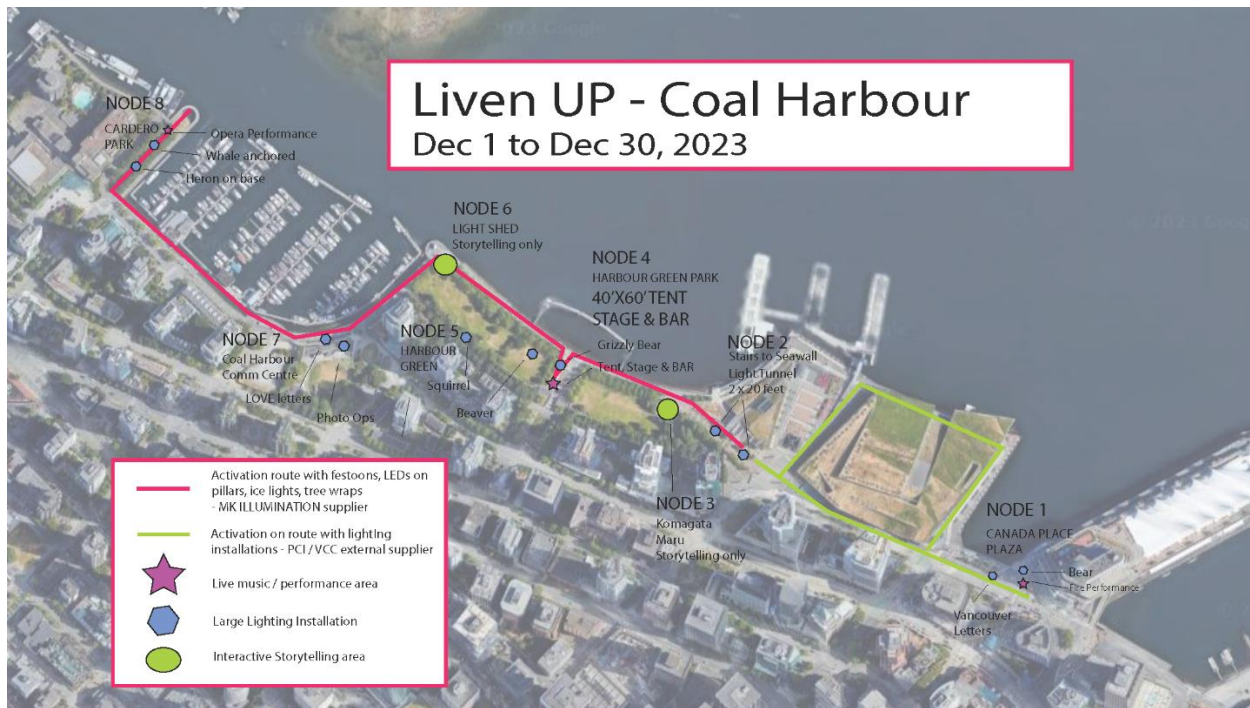 Liven UP - Coal Harbour
Dec 1 to Dec 30, 2023
NODE 8
CARDERO
PARK
Opera Performance
Whale anchored
Heron on base
NODE 6
LIGHT SHED
Storytelling only
NODE 4
HARBOUR GREEN PARK
40'X60' TENT
STAGE & BAR
Grizzly Bear
Tent, Stage & BAR
NODE 2
Stairs to Seawall
Light Tunnel
2 x 20 feet
NODE 7
Coal Harbour
Comm Centre
LOVE letters
Photo Ops
NODE 5
HARBOUR
GREEN
Squirrel
Beaver
NODE 3
Komagata
Maru
Storytelling only
NODE 1
CANADA PLACE
PLAZA
Bear
Fire Performance
Vancouver
Letters
Activation route with festoons, LEDs on
pillars, ice lights, tree wraps
- MK ILLUMINATION supplier
Activation on route with lighting
installations - PCI / VCC external supplier
Live music / performance area
Large Lighting Installation
Interactive Storytelling area